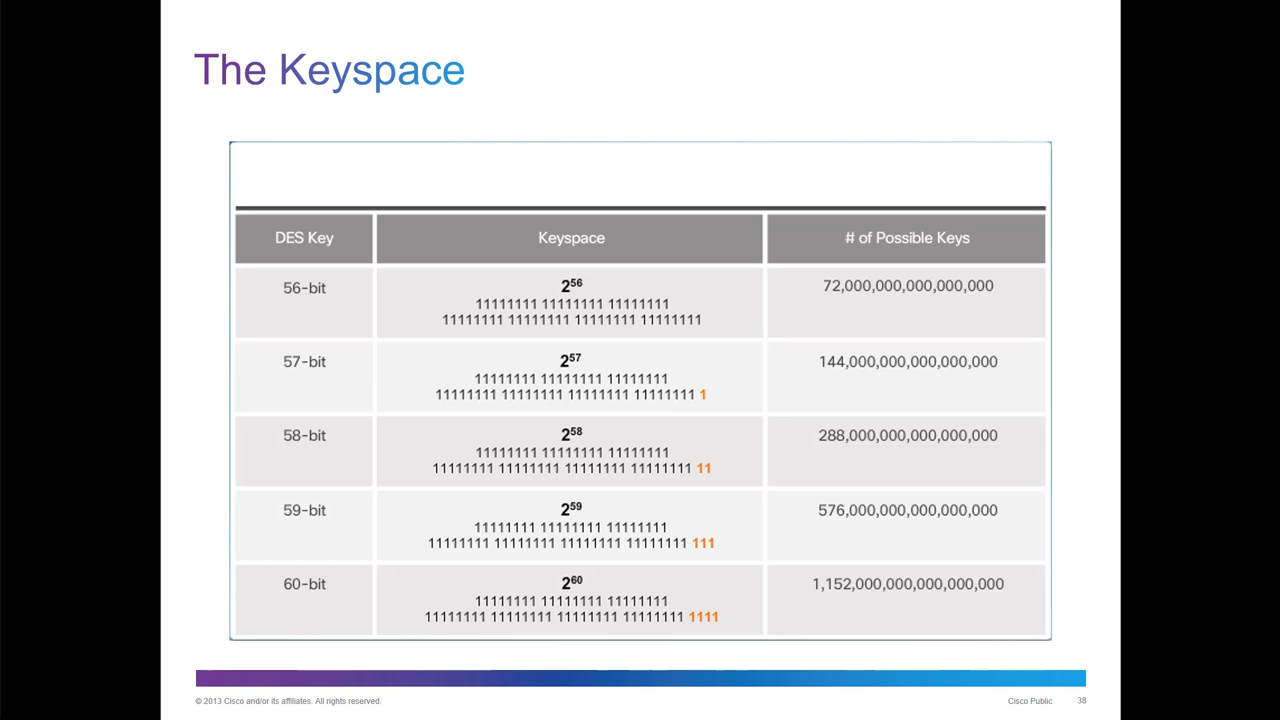 The Keyspace
DES Key Keyspace # of Possible Keys
56-bit 2⁵⁶ 72,000,000,000,000,000
11111111 11111111 11111111
11111111 11111111 11111111 11111111
57-bit 2⁵⁷ 144,000,000,000,000,000
11111111 11111111 11111111
11111111 11111111 11111111 11111111 1
58-bit 2⁵⁸ 288,000,000,000,000,000
11111111 11111111 11111111
11111111 11111111 11111111 11111111 11
59-bit 2⁵⁹ 576,000,000,000,000,000
11111111 11111111 11111111
11111111 11111111 11111111 11111111 111
60-bit 2⁶⁰ 1,152,000,000,000,000,000
11111111 11111111 11111111
11111111 11111111 11111111 11111111 1111
© 2013 Cisco and/or its affiliates. All rights reserved. Cisco Public 38